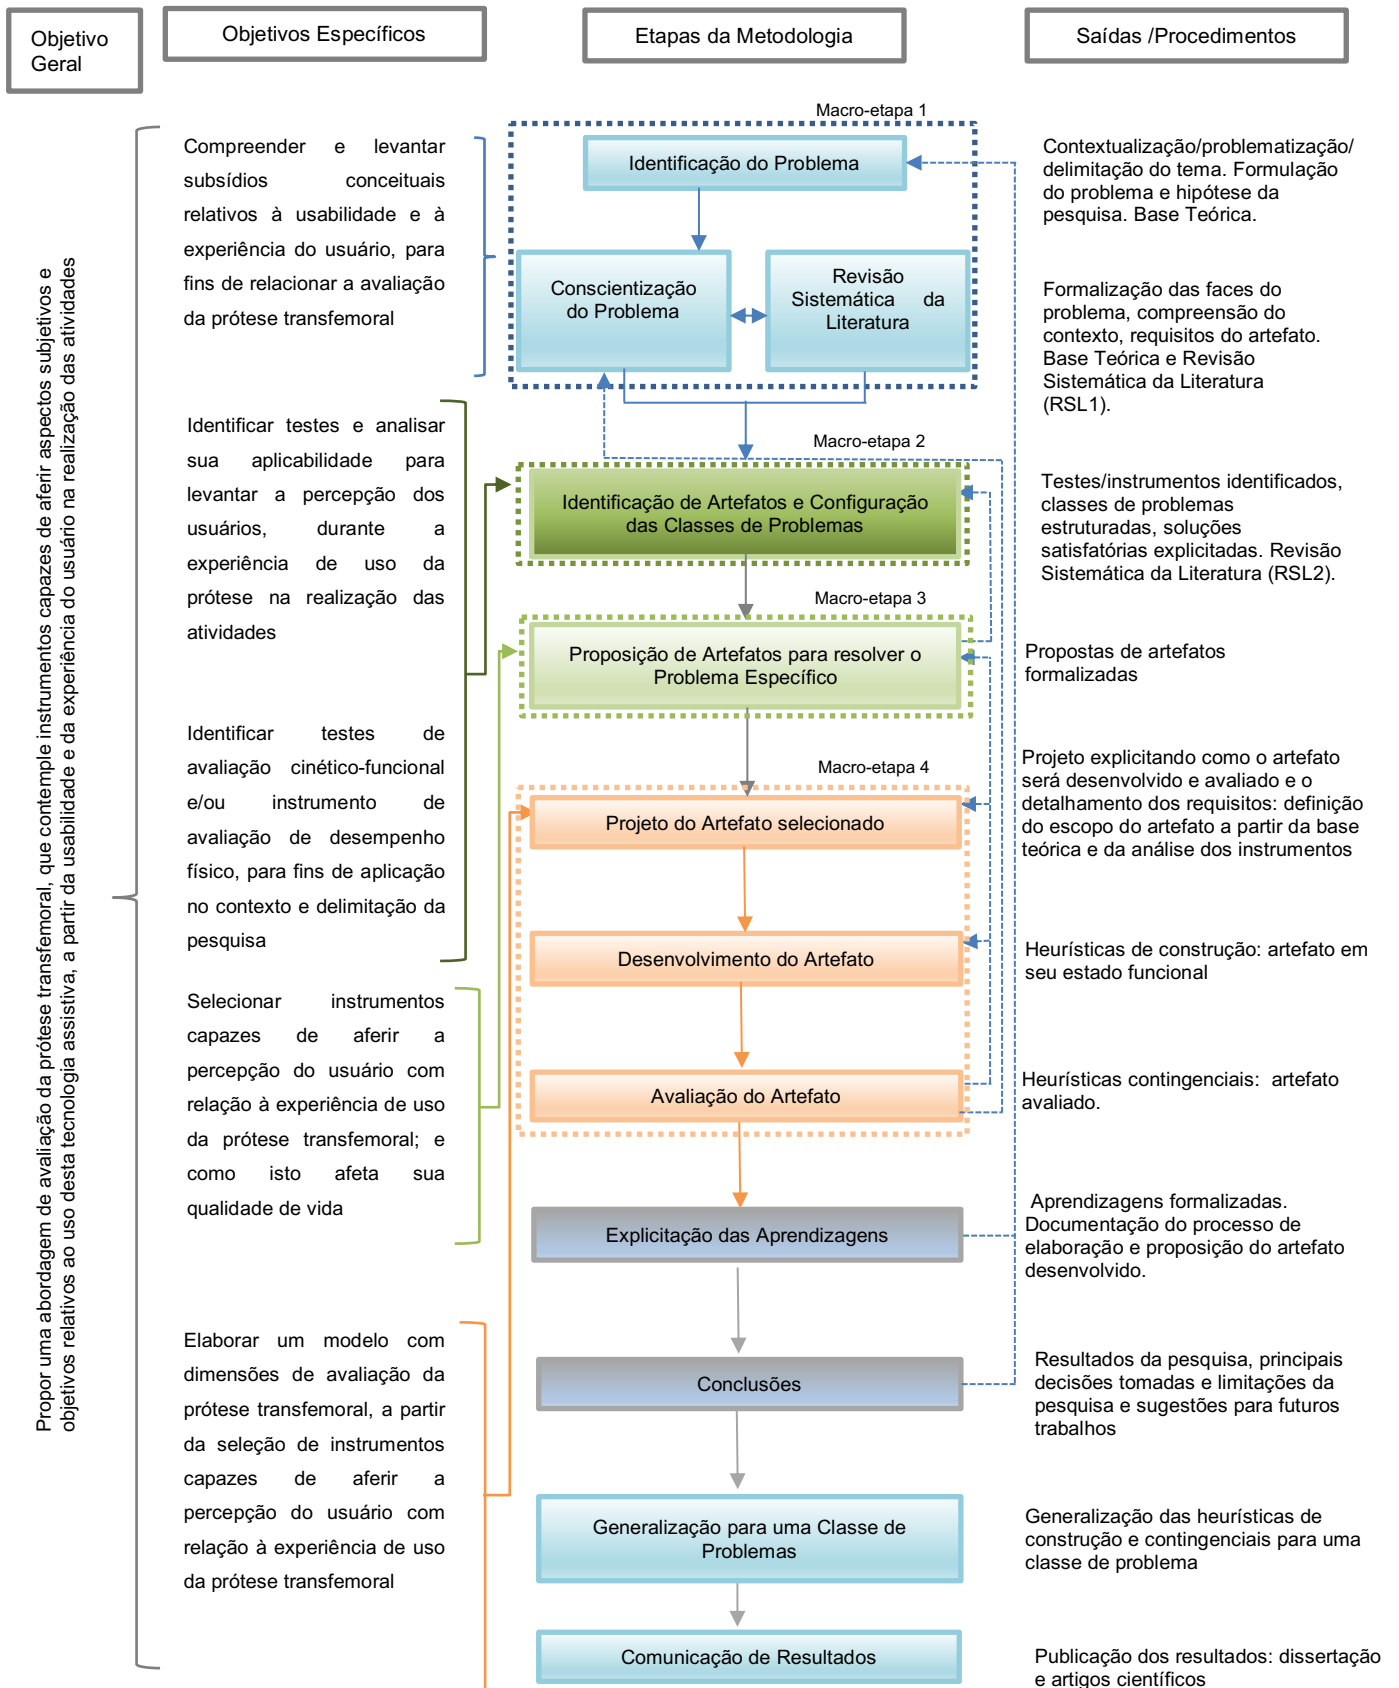 Objetivo
Geral
Objetivos Específicos
Etapas da Metodologia
Saídas /Procedimentos
Propor uma abordagem de avaliação da prótese transfemoral, que contemple instrumentos capazes de aferir aspectos subjetivos e
objetivos relativos ao uso desta tecnologia assistiva, a partir da usabilidade e da experiência do usuário na realização das atividades
Compreender e levantar
subsídios conceituais
relativos à usabilidade e à
experiência do usuário, para
fins de relacionar a avaliação
da prótese transfemoral
Identificar testes e analisar
sua aplicabilidade para
levantar a percepção dos
usuários, durante a
experiência de uso da
prótese na realização das
atividades
Identificar testes de
avaliação cinético-funcional
e/ou instrumento de
avaliação de desempenho
físico, para fins de aplicação
no contexto e delimitação da
pesquisa
Selecionar instrumentos
capazes de aferir a
percepção do usuário com
relação à experiência de uso
da prótese transfemoral; e
como isto afeta sua
qualidade de vida
Elaborar um modelo com
dimensões de avaliação da
prótese transfemoral, a partir
da seleção de instrumentos
capazes de aferir a
percepção do usuário com
relação à experiência de uso
da prótese transfemoral
Macro-etapa 1
Identificação do Problema
Conscientização
do Problema
Revisão
Sistemática da
Literatura
Macro-etapa 2
Identificação de Artefatos e Configuração
das Classes de Problemas
Macro-etapa 3
Proposição de Artefatos para resolver o
Problema Específico
Macro-etapa 4
Projeto do Artefato selecionado
Desenvolvimento do Artefato
Avaliação do Artefato
Explicitação das Aprendizagens
Conclusões
Generalização para uma Classe de
Problemas
Comunicação de Resultados
Contextualização/problematização/
delimitação do tema. Formulação
do problema e hipótese da
pesquisa. Base Teórica.
Formalização das faces do
problema, compreensão do
contexto, requisitos do artefato.
Base Teórica e Revisão
Sistemática da Literatura
(RSL1).
Testes/instrumentos identificados,
classes de problemas
estruturadas, soluções
satisfatórias explicitadas. Revisão
Sistemática da Literatura (RSL2).
Propostas de artefatos
formalizadas
Projeto explicitando como o artefato
será desenvolvido e avaliado e o
detalhamento dos requisitos: definição
do escopo do artefato a partir da base
teórica e da análise dos instrumentos
Heurísticas de construção: artefato em
seu estado funcional
Heurísticas contingenciais: artefato
avaliado.
Aprendizagens formalizadas.
Documentação do processo de
elaboração e proposição do artefato
desenvolvido.
Resultados da pesquisa, principais
decisões tomadas e limitações da
pesquisa e sugestões para futuros
trabalhos
Generalização das heurísticas de
construção e contingenciais para uma
classe de problema
Publicação dos resultados: dissertação
e artigos científicos